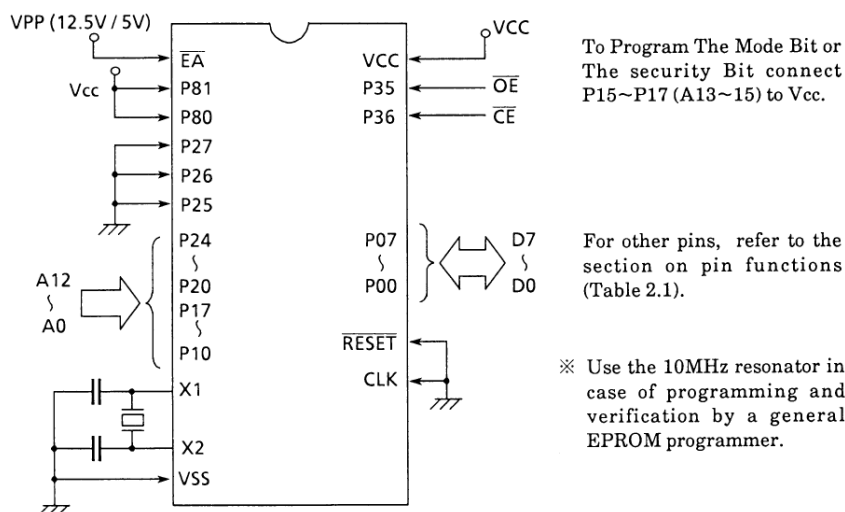 VPP (12.5V / 5V)
EA
Vcc
P81
P80
P27
P26
P25
P24
∼
P20
P17
∼
P10
A12
∼
A0
X1
X2
VSS
VCC
VCC
P35
OE
P36
CE
P07
∼
P00
D7
∼
D0
RESET
CLK
To Program The Mode Bit or
The security Bit connect
P15~P17 (A13~15) to Vcc.
For other pins, refer to the
section on pin functions
(Table 2.1).
※ Use the 10MHz resonator in
case of programming and
verification by a general
EPROM programmer.